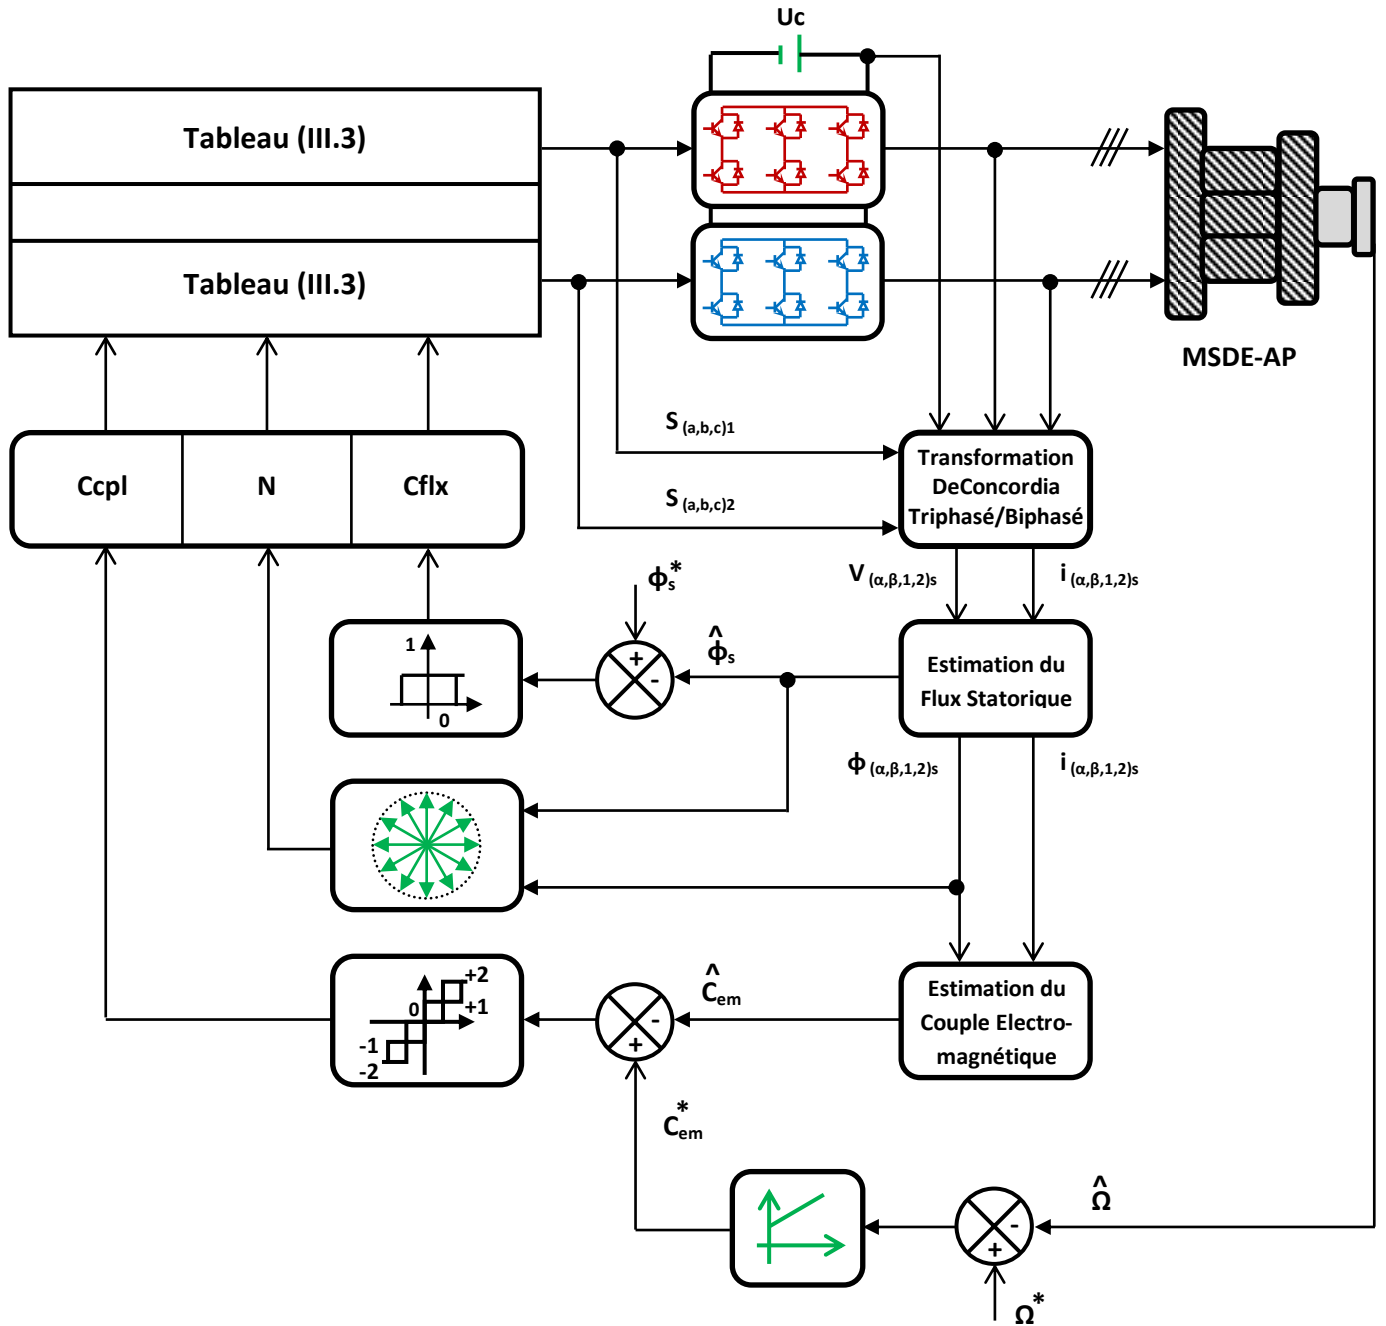 Uc
Tableau (III.3)
Tableau (III.3)
MSDE-AP
S (a,b,c)1
S (a,b,c)2
Transformation
DeConcordia
Triphasé/Biphasé
Ccpl
N
Cflx
V (α,β,1,2)s
i (α,β,1,2)s
ϕs*
1
0
+
-
ϕ̂s
Estimation du
Flux Statorique
ϕ (α,β,1,2)s
i (α,β,1,2)s
+2
0
+1
-1
-2
-
+
Ĉem
Estimation du
Couple Electro-
magnétique
C*em
-
+
Ω̂
Ω*